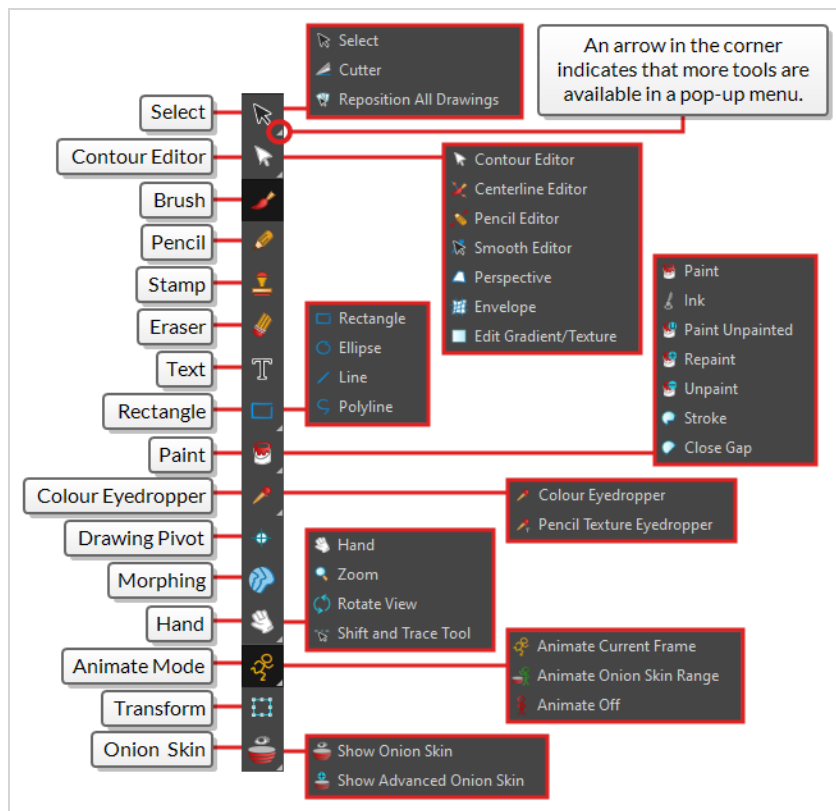 An arrow in the corner
indicates that more tools are
available in a pop-up menu.
Select
Select
Cutter
Reposition All Drawings
Contour Editor
Contour Editor
Centerline Editor
Pencil Editor
Smooth Editor
Perspective
Envelope
Edit Gradient/Texture
Brush
Pencil
Stamp
Eraser
Text
Rectangle
Rectangle
Ellipse
Line
Polyline
Paint
Paint
Ink
Paint Unpainted
Repaint
Unpaint
Stroke
Close Gap
Colour Eyedropper
Colour Eyedropper
Pencil Texture Eyedropper
Drawing Pivot
Morphing
Hand
Hand
Zoom
Rotate View
Shift and Trace Tool
Animate Mode
Animate Current Frame
Animate Onion Skin Range
Animate Off
Transform
Onion Skin
Show Onion Skin
Show Advanced Onion Skin